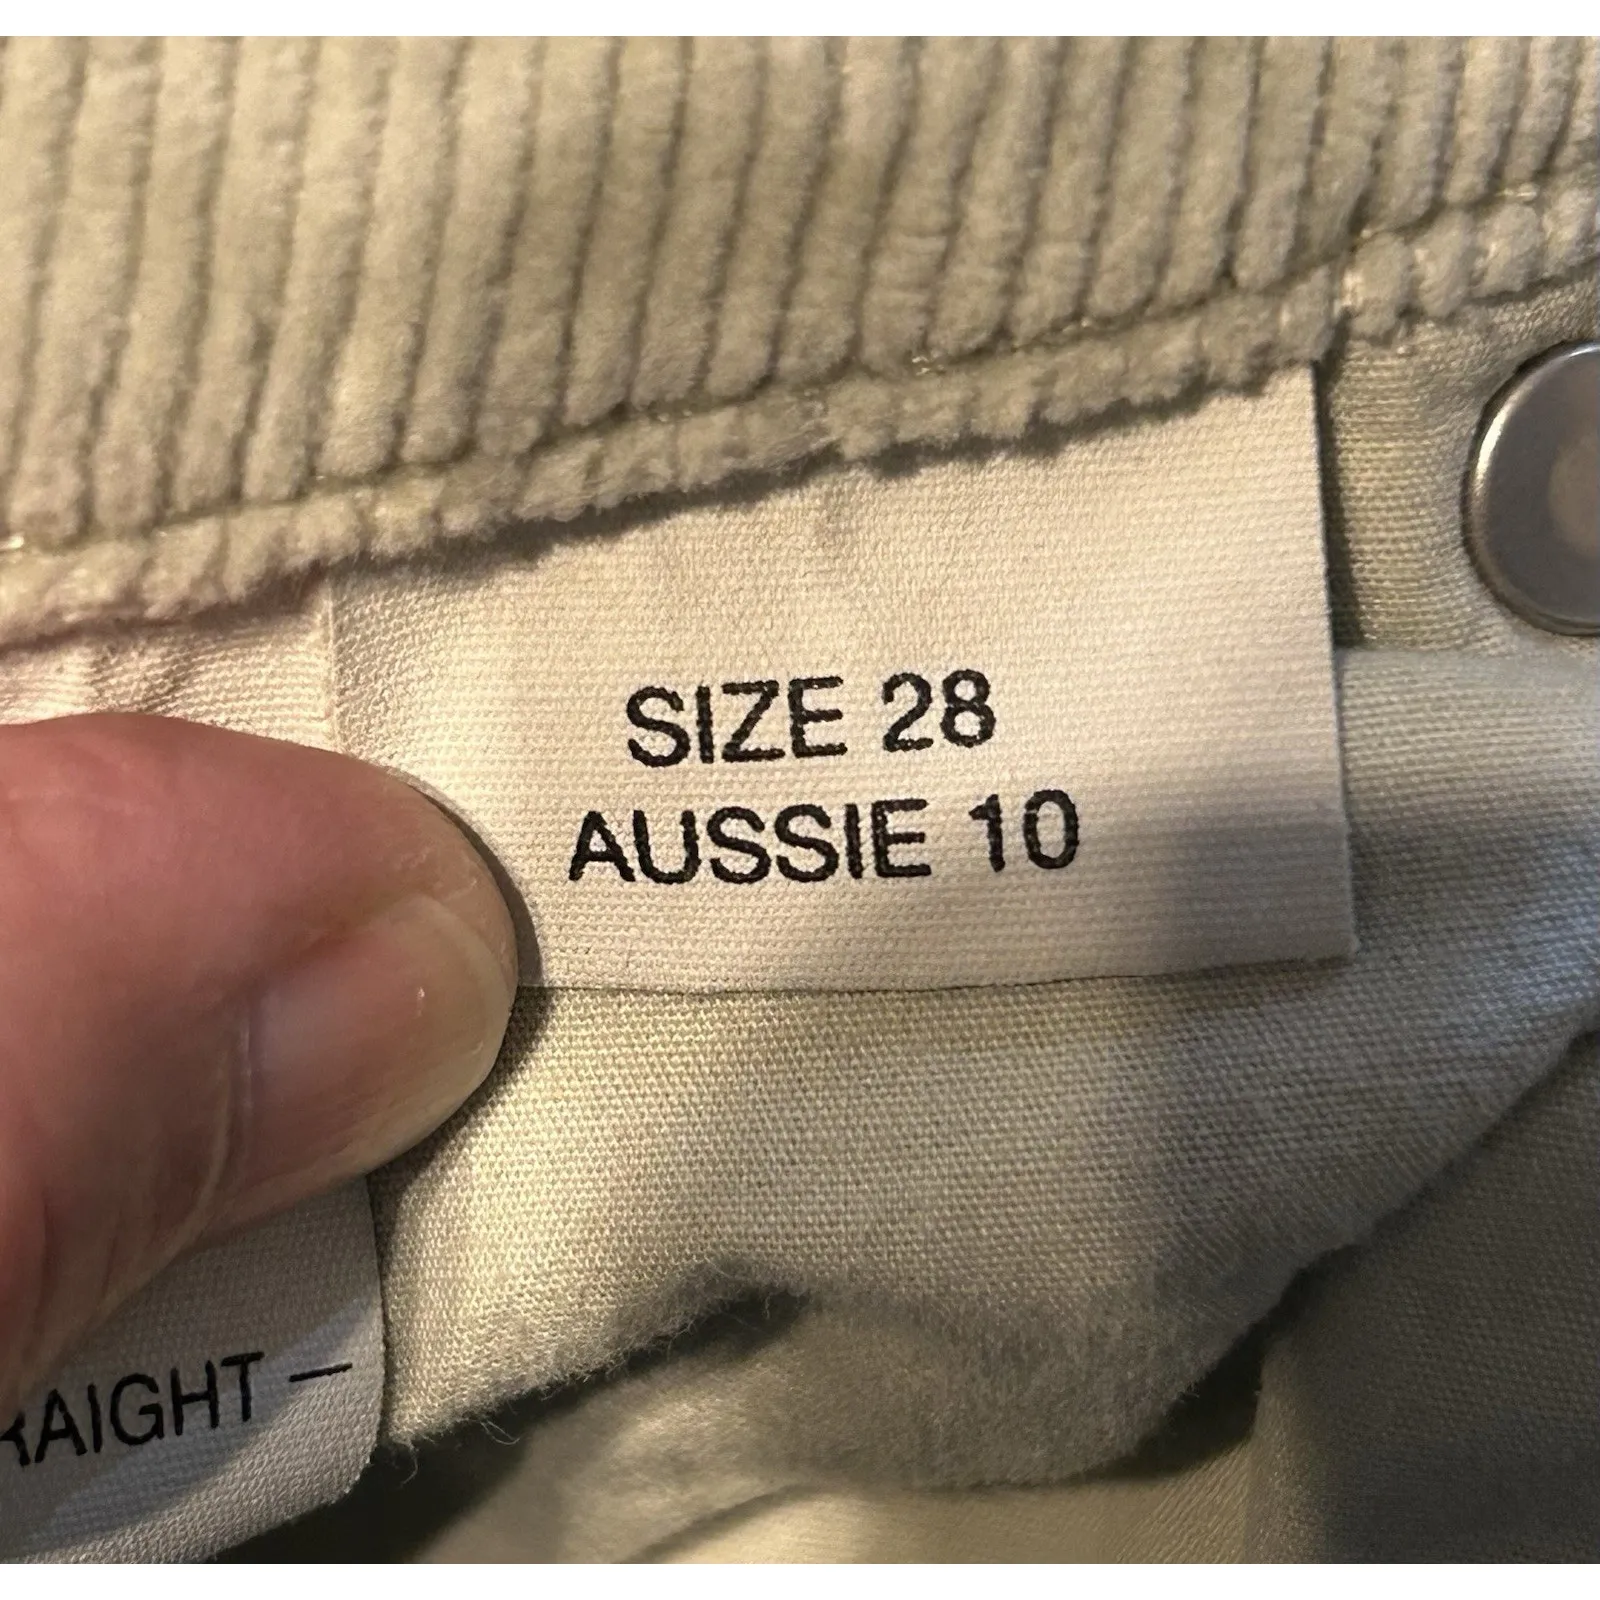 SIZE 28
AUSSIE 10
RAIGHT –